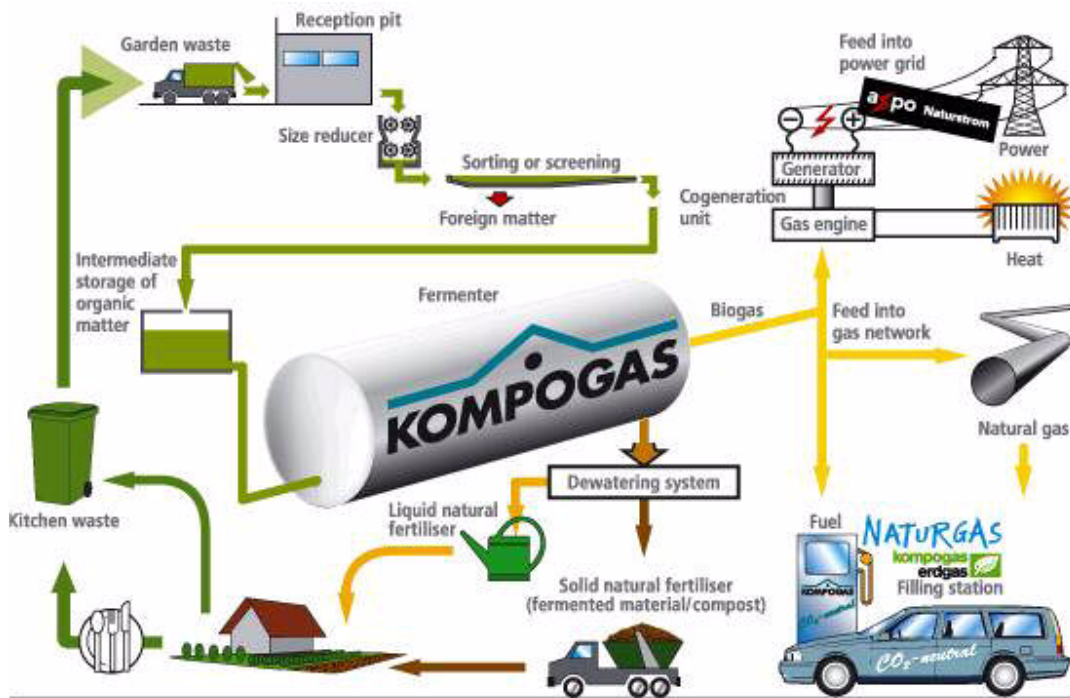 Reception pit
Garden waste
Size reducer
Sorting or screening
Foreign matter
Intermediate
storage of
organic
matter
Fermenter
KOMPOGAS
Biogas
Feed into
power grid
axpo Naturstrom
Power
Generator
Cogeneration
unit
Gas engine
Heat
Feed into
gas network
Natural gas
Dewatering system
Liquid natural
fertiliser
Solid natural fertiliser
(fermented material/compost)
Kitchen waste
Fuel
NATURGAS
kompogas
erdgas
Filling station
KOMPOGAS
CO₂-neutral
CO₂-neutral